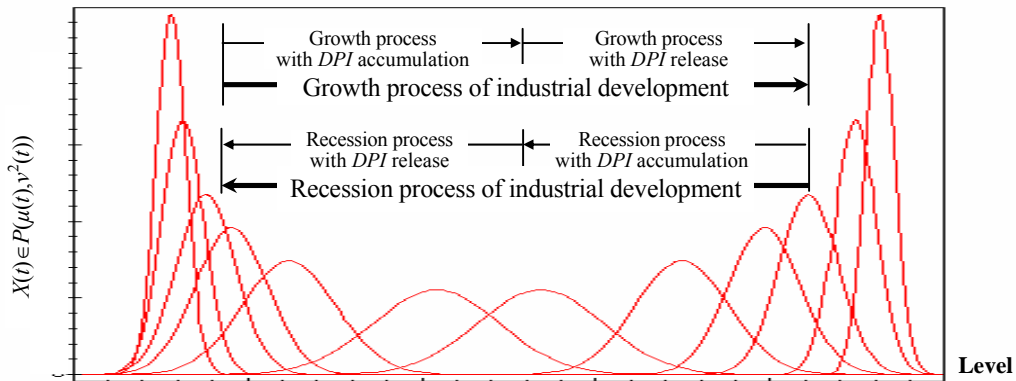 Growth process
with DPI accumulation
Growth process
with DPI release
Growth process of industrial development
Recession process
with DPI release
Recession process
with DPI accumulation
Recession process of industrial development
X(t)∈P(μ(t),ν²(t))
Level